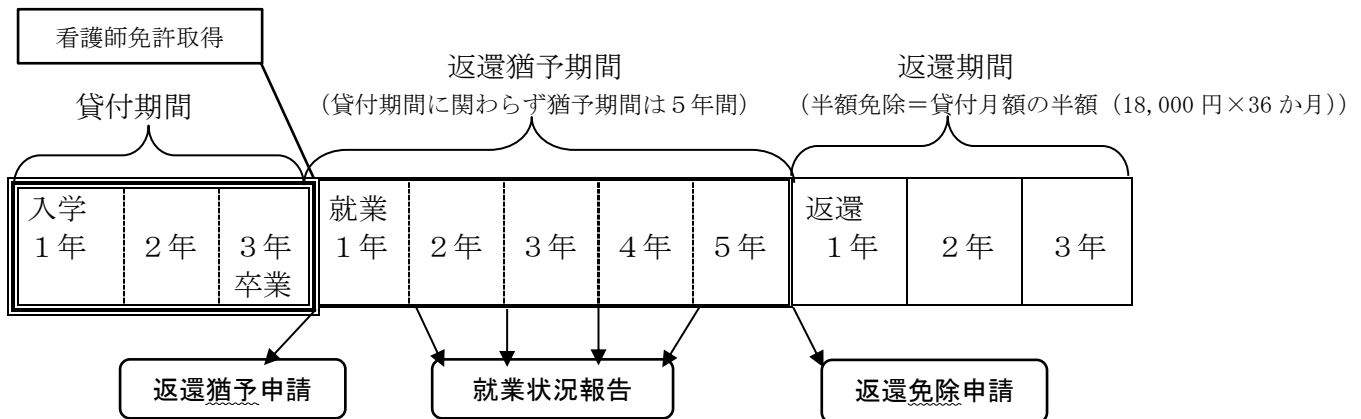 看護師免許取得
貸付期間
返還猶予期間
（貸付期間に関わらず猶予期間は５年間）
返還期間
（半額免除＝貸付月額の半額（18,000 円×36 か月））
入学
１年
２年
３年
卒業
就業
１年
２年
３年
４年
５年
返還
１年
２年
３年
返還猶予申請
就業状況報告
返還免除申請